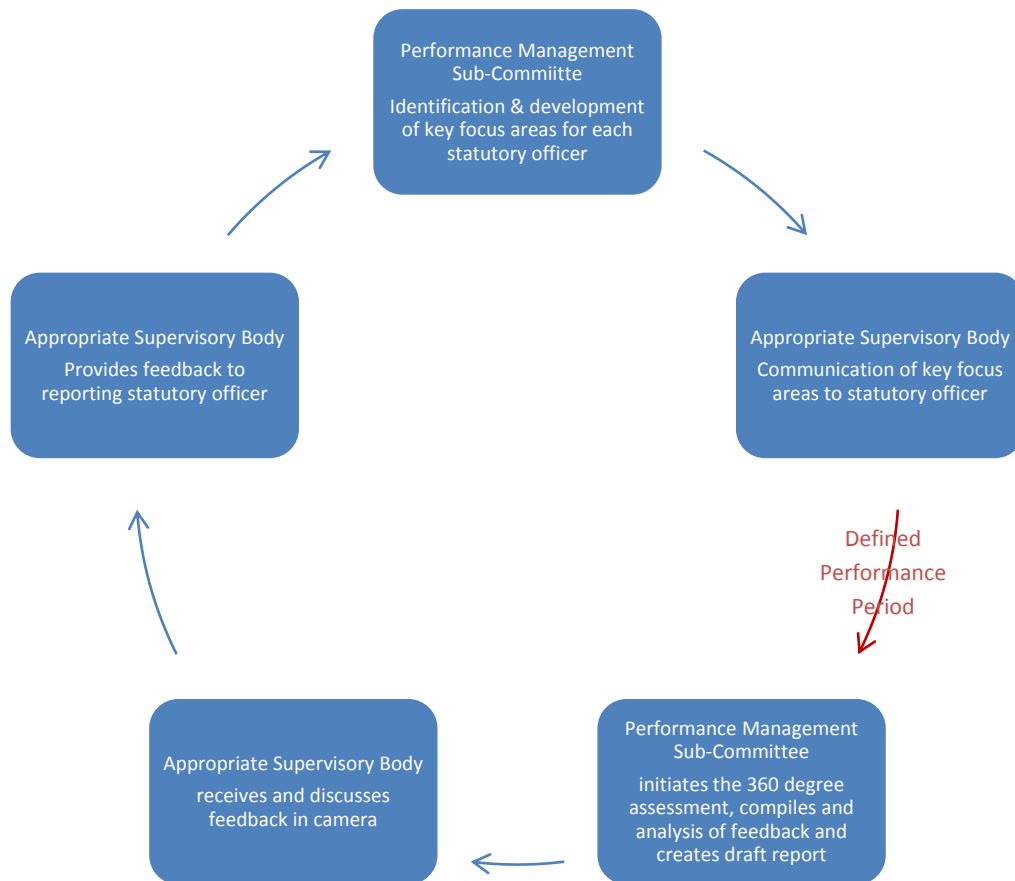 Performance Management
Sub-Commiitte
Identification & development
of key focus areas for each
statutory officer
Appropriate Supervisory Body
Communication of key focus
areas to statutory officer
Defined
Performance
Period
Performance Management
Sub-Committee
initiates the 360 degree
assessment, compiles and
analysis of feedback and
creates draft report
Appropriate Supervisory Body
receives and discusses
feedback in camera
Appropriate Supervisory Body
Provides feedback to
reporting statutory officer